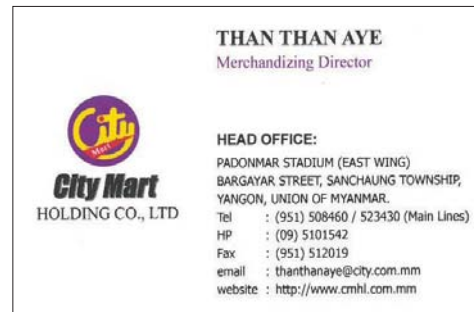 THAN THAN AYE
Merchandizing Director
City
Mart
City Mart
HOLDING CO., LTD
HEAD OFFICE:
PADONMAR STADIUM (EAST WING)
BARGAYAR STREET, SANCHAUNG TOWNSHIP,
YANGON, UNION OF MYANMAR.
Tel : (951) 508460 / 523430 (Main Lines)
HP : (09) 5101542
Fax : (951) 512019
email : thanthanaye@city.com.mm
website : http://www.cmhl.com.mm